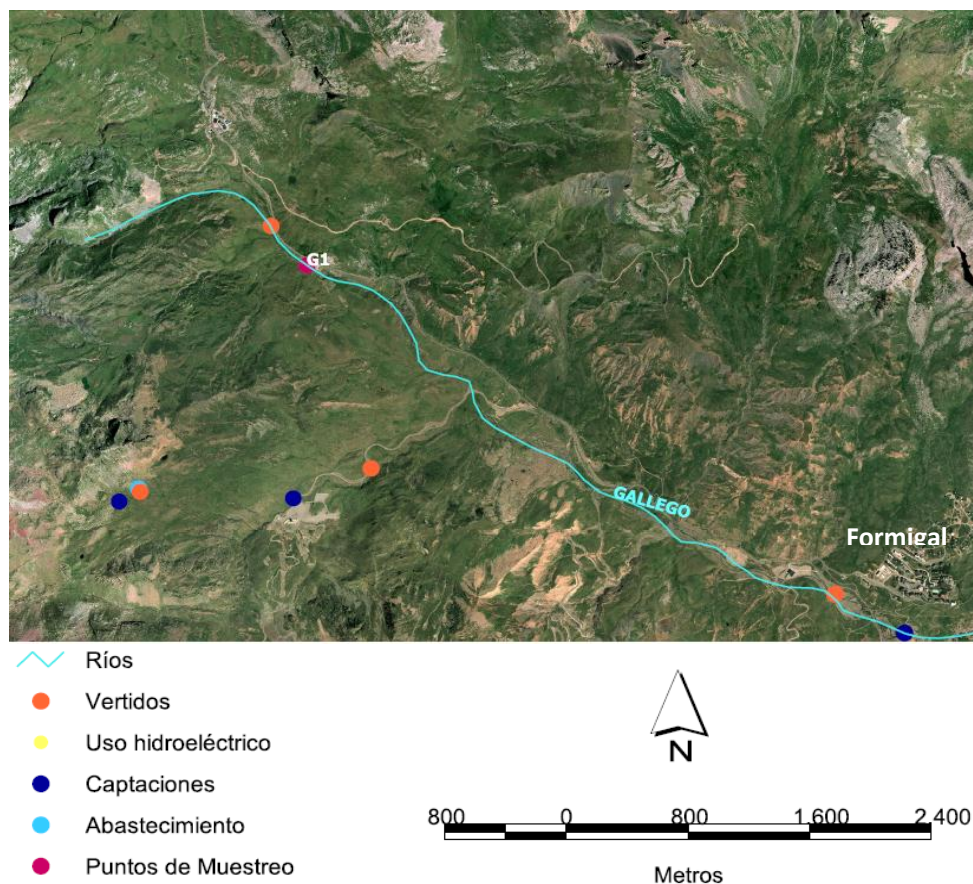 G1
GALLEGO
Formigal
Ríos
Vertidos
Uso hidroeléctrico
Captaciones
Abastecimiento
Puntos de Muestreo
N
800 0 800 1.600 2.400
Metros